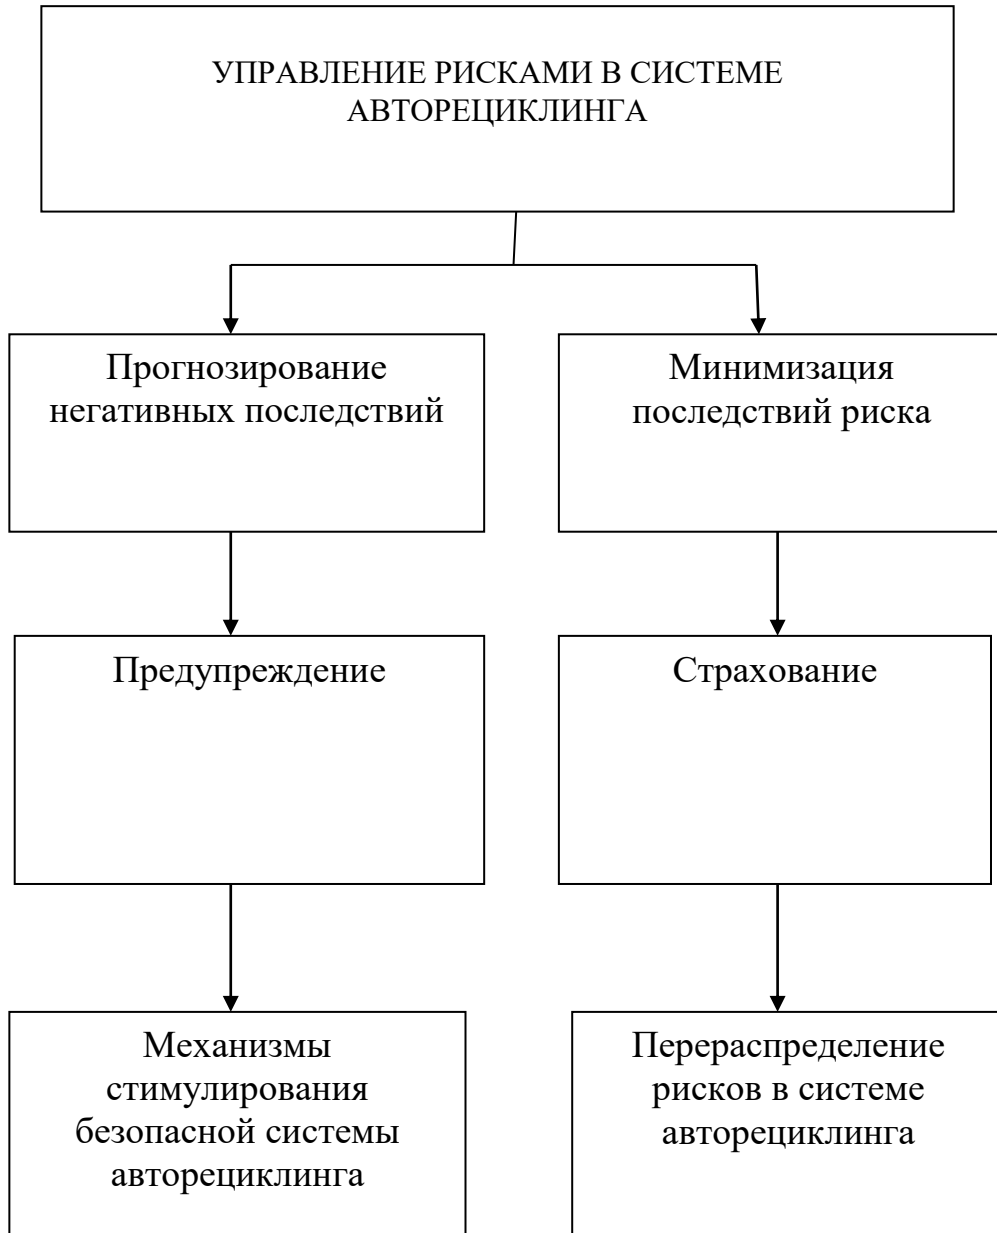 УПРАВЛЕНИЕ РИСКАМИ В СИСТЕМЕ
АВТОРЕЦИКЛИНГА
Прогнозирование
негативных последствий
Минимизация
последствий риска
Предупреждение
Страхование
Механизмы
стимулирования
безопасной системы
авторециклинга
Перераспределение
рисков в системе
авторециклинга